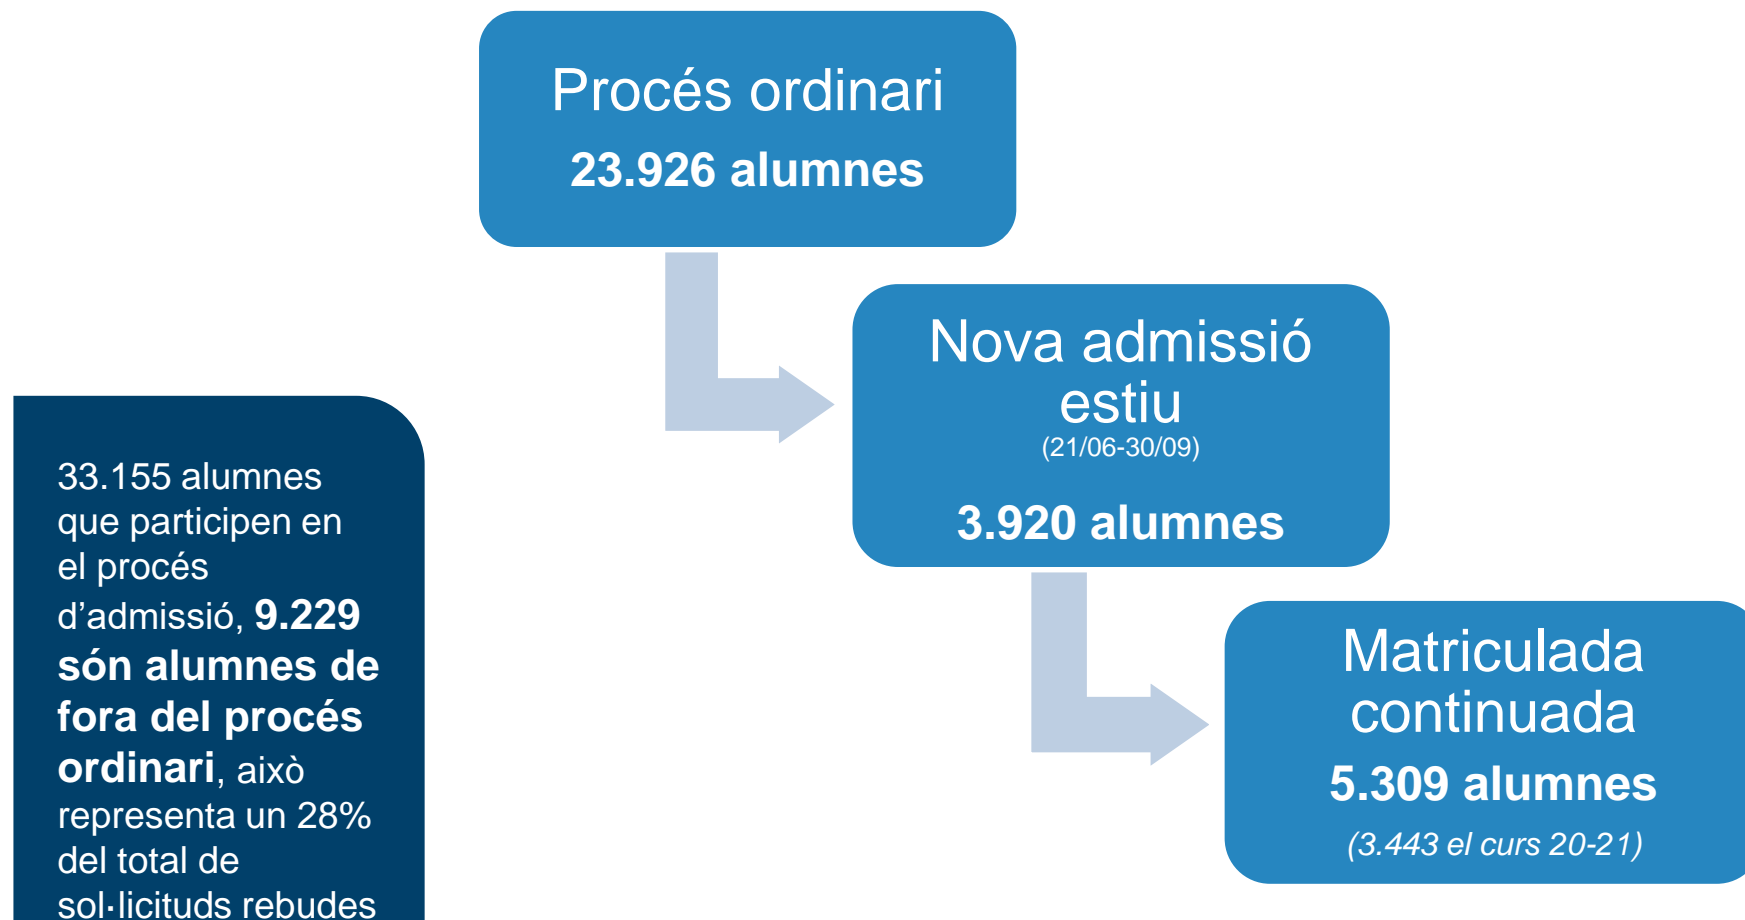 Procés ordinari
23.926 alumnes
Nova admissió
estiu
(21/06-30/09)
3.920 alumnes
33.155 alumnes
que participen en
el procés
d’admissió, 9.229
són alumnes de
fora del procés
ordinari, això
representa un 28%
del total de
sol·licituds rebudes
Matriculada
continuada
5.309 alumnes
(3.443 el curs 20-21)